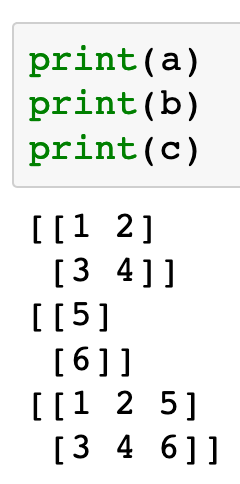 print(a)
print(b)
print(c)
[[1 2]
 [3 4]]
[[5]
 [6]]
[[1 2 5]
 [3 4 6]]